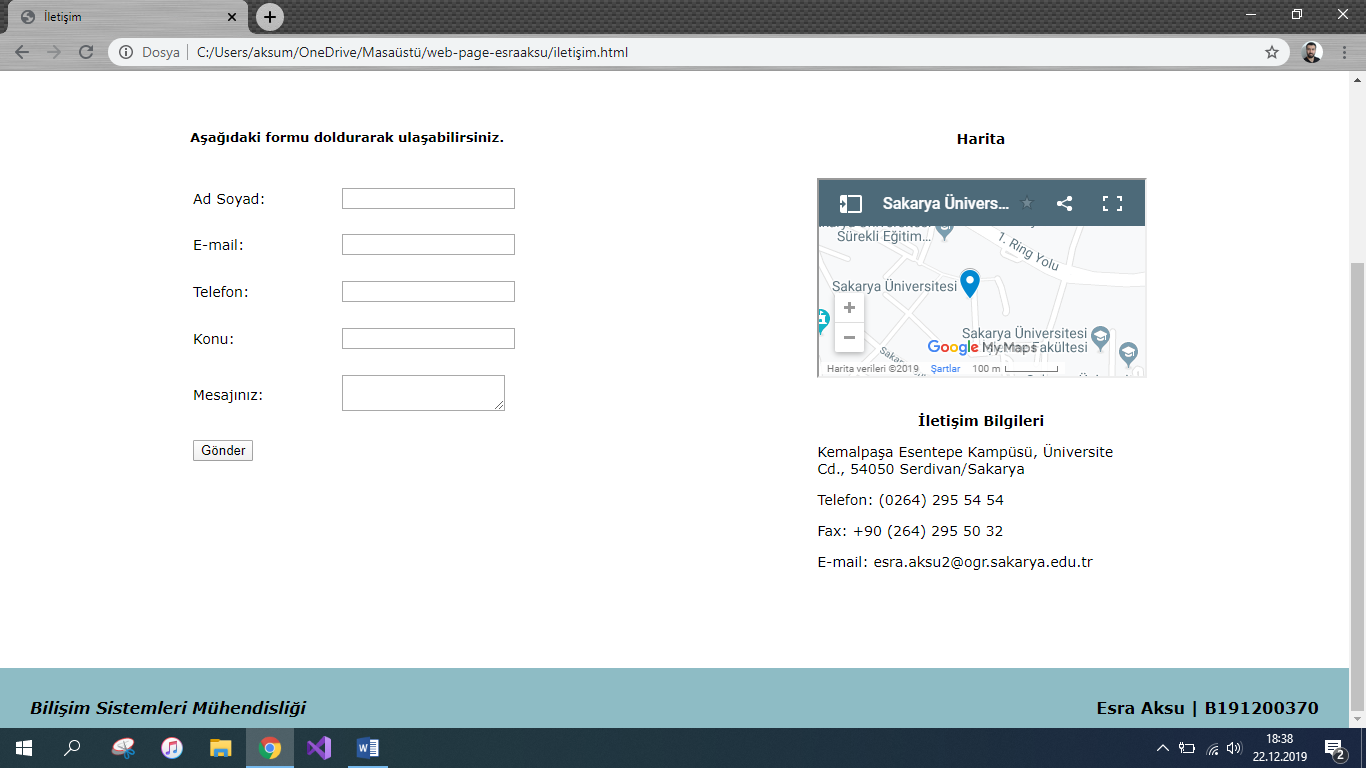 İletişim
Dosya
C:/Users/aksum/OneDrive/Masaüstü/web-page-esraaksu/iletişim.html
Aşağıdaki formu doldurarak ulaşabilirsiniz.
Ad Soyad:
E-mail:
Telefon:
Konu:
Mesajınız:
Gönder
Harita
Sakarya Univers...
Sürekli Eğitim...
1. Ring Yolu
Sakarya Üniversitesi
Sakarya Üniversitesi
Fakültesi
Google My Maps
Harita verileri ©2019 Şartlar 100 m
İletişim Bilgileri
Kemalpaşa Esentepe Kampüsü, Üniversite
Cd., 54050 Serdivan/Sakarya
Telefon: (0264) 295 54 54
Fax: +90 (264) 295 50 32
E-mail: esra.aksu2@ogr.sakarya.edu.tr
Bilişim Sistemleri Mühendisliği
Esra Aksu | B191200370
18:38
22.12.2019
2